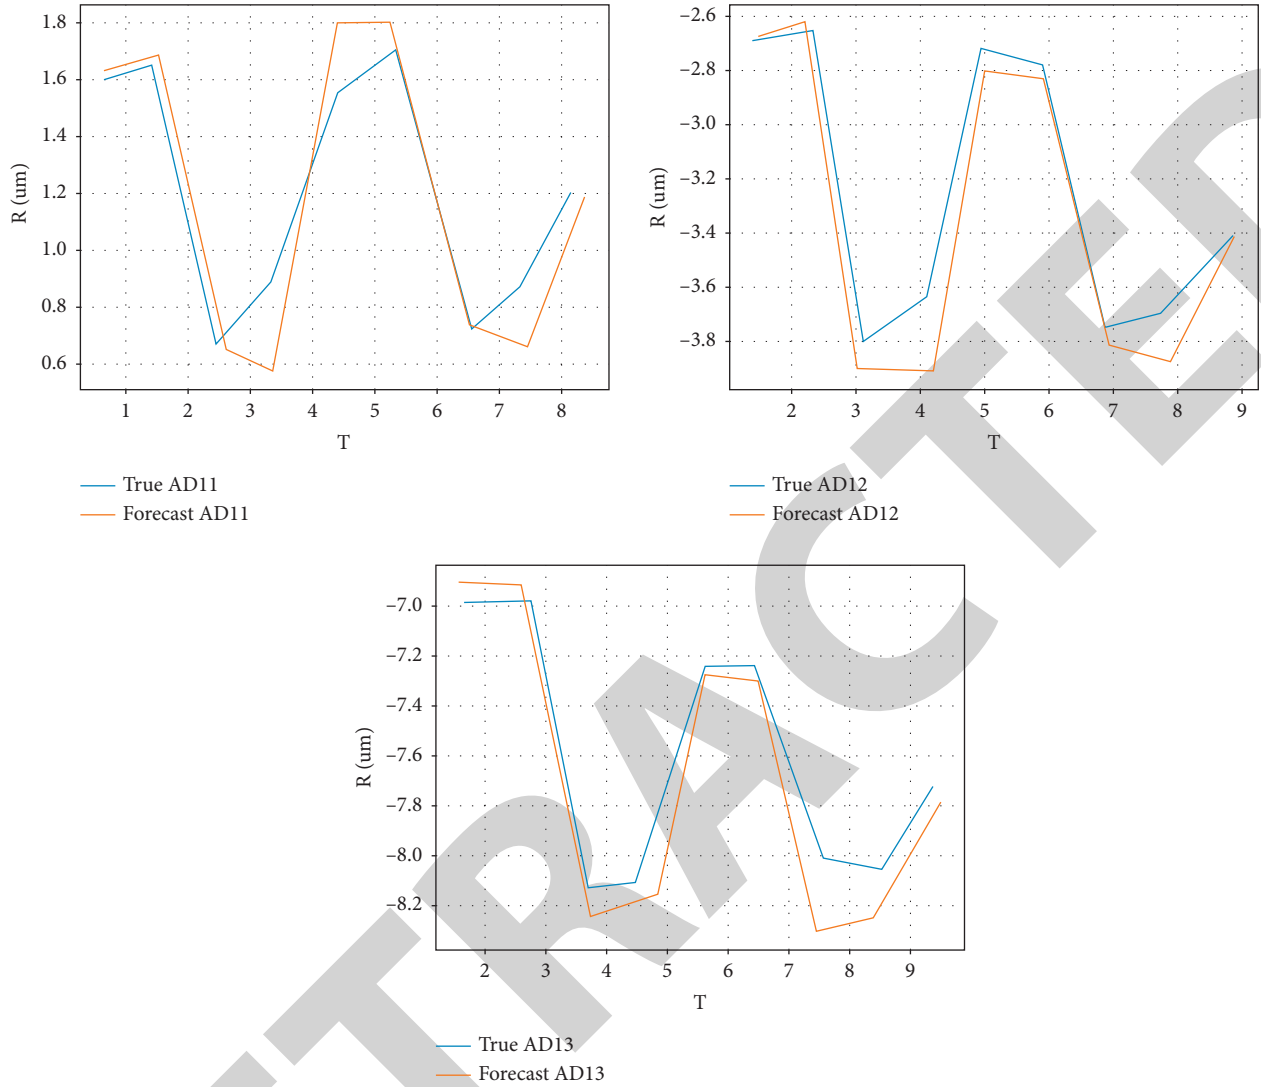 1.8
1.6
1.4
1.2
1.0
0.8
0.6
R (um)
1 2 3 4 5 6 7 8
T
True AD11
Forecast AD11
−2.6
−2.8
−3.0
−3.2
−3.4
−3.6
−3.8
R (um)
2 3 4 5 6 7 8 9
T
True AD12
Forecast AD12
−7.0
−7.2
−7.4
−7.6
−7.8
−8.0
−8.2
R (um)
2 3 4 5 6 7 8 9
T
True AD13
Forecast AD13
TRACTE